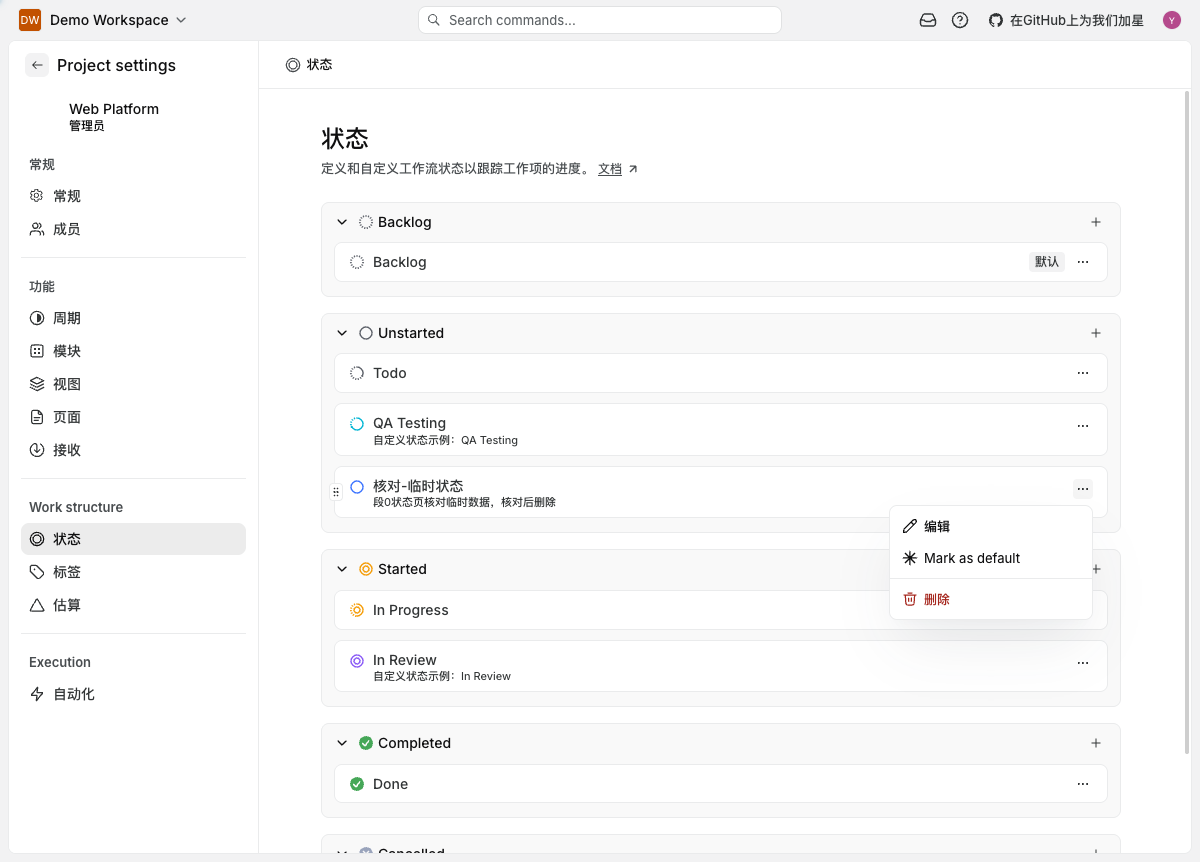 DW Demo Workspace
Search commands...
在GitHub上为我们加星
Y
Project settings
Web Platform
管理员
常规
常规
成员
功能
周期
模块
视图
页面
接收
Work structure
状态
标签
估算
Execution
自动化
状态
状态
定义和自定义工作流状态以跟踪工作项的进度。 文档
Backlog
Backlog
默认
Unstarted
Todo
QA Testing
自定义状态示例：QA Testing
核对-临时状态
段0状态页核对临时数据，核对后删除
编辑
Mark as default
删除
Started
In Progress
In Review
自定义状态示例：In Review
Completed
Done
Cancelled